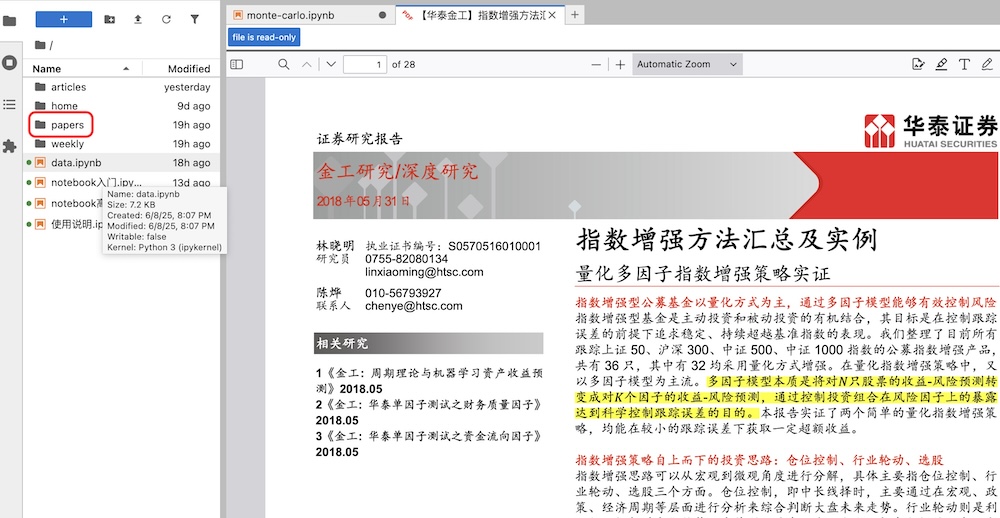 monte-carlo.ipynb
【华泰金工】指数增强方法汇
file is read-only
/
Name
Modified
articles
yesterday
home
9d ago
papers
19h ago
weekly
19h ago
data.ipynb
18h ago
notebook入门.ipy...
13d ago
notebook
使用说明.ip
Name: data.ipynb
Size: 7.2 KB
Created: 6/8/25, 8:07 PM
Modified: 6/8/25, 8:07 PM
Writable: false
Kernel: Python 3 (ipykernel)
1
of 28
Automatic Zoom
证券研究报告
华泰证券
HUATAI SECURITIES
金工研究/深度研究
2018年05月31日
林晓明 执业证书编号：S0570516010001
研究员 0755-82080134
linxiaoming@htsc.com
陈烨 010-56793927
联系人 chenye@htsc.com
相关研究
1《金工：周期理论与机器学习资产收益预
测》2018.05
2《金工：华泰单因子测试之财务质量因子》
2018.05
3《金工：华泰单因子测试之资金流向因子》
2018.05
指数增强方法汇总及实例
量化多因子指数增强策略实证
指数增强型公募基金以量化方式为主，通过多因子模型能够有效控制风险
指数增强型基金是主动投资和被动投资的有机结合，其目标是在控制跟踪
误差的前提下追求稳定、持续超越基准指数的表现。我们整理了目前所有
跟踪上证 50、沪深 300、中证 500、中证 1000 指数的公募指数增强产品，
共有 36 只，其中有 32 均采用量化方式增强。在量化指数增强策略中，又
以多因子模型为主流。多因子模型本质是将对N只股票的收益-风险预测转
变成对K个因子的收益-风险预测，通过控制投资组合在风险因子上的暴露
达到科学控制跟踪误差的目的。本报告实证了两个简单的量化指数增强策
略，均能在较小的跟踪误差下获取一定超额收益。
指数增强策略自上而下的投资思路：仓位控制、行业轮动、选股
指数增强思路可以从宏观到微观角度进行分解，具体主要指仓位控制、行
业轮动、选股三个方面。仓位控制，即中长线择时，主要通过在宏观、政
策、经济周期等层面进行分析来综合判断大盘未来走势。行业轮动则是利